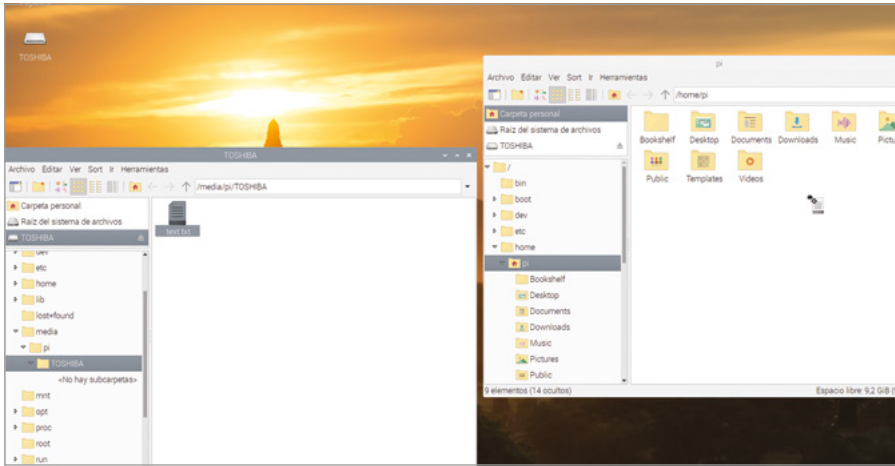 TOSHIBA
TOSHIBA
Archivo Editar Ver Sort Ir Herramientas
/media/pi/TOSHIBA
Carpeta personal
Raíz del sistema de archivos
TOSHIBA
text.txt
dev
etc
home
lib
lost+found
media
pi
TOSHIBA
<No hay subcarpetas>
mnt
opt
proc
root
run
pi
Archivo Editar Ver Sort Ir Herramientas
/home/pi
Carpeta personal
Raíz del sistema de archivos
TOSHIBA
/
bin
boot
dev
etc
home
pi
Bookshelf
Desktop
Documents
Downloads
Music
Pictures
Public
Bookshelf Desktop Documents Downloads Music Pictu
Public Templates Videos
9 elementos (14 ocultos) Espacio libre: 9,2 GiB